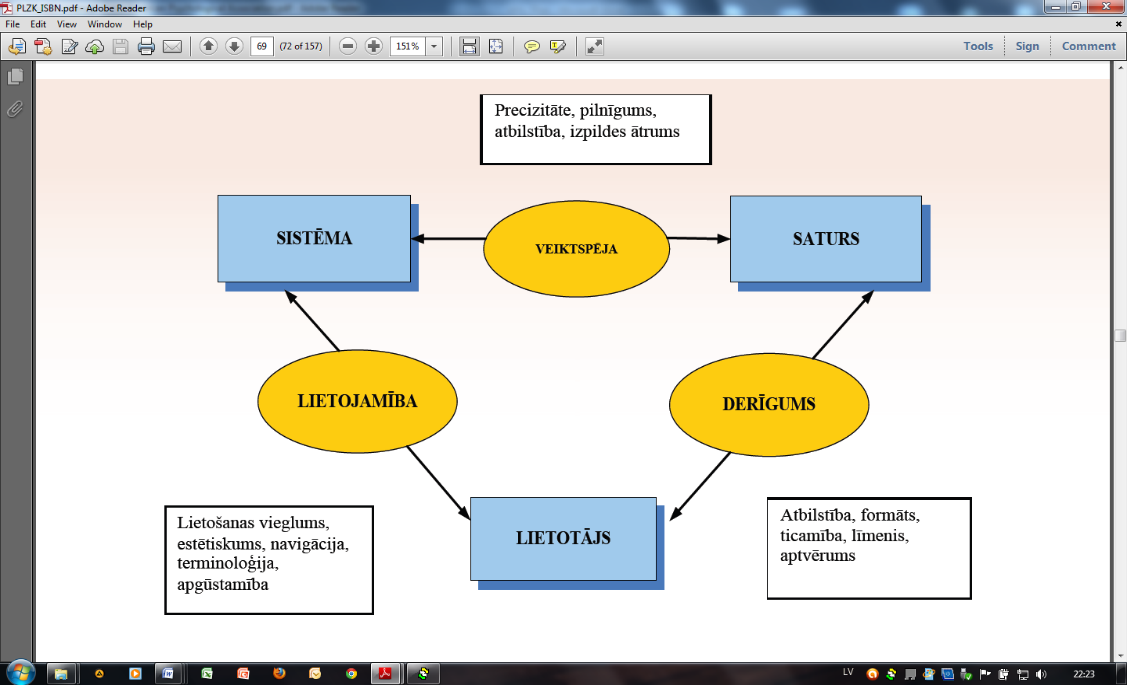 PLZK_ISBN.pdf - Adobe Reader
File Edit View Window Help
69 (72 of 157) 151% Tools Sign Comment
Precizitāte, pilnīgums,
atbilstība, izpildes ātrums
SISTĒMA
VEIKTSPĒJA
SATURS
LIETOJAMĪBA
DERĪGUMS
Lietošanas vieglums,
estētiskums, navigācija,
terminoloģija,
apgūstamība
LIETOTĀJS
Atbilstība, formāts,
ticamība, līmenis,
aptvērums
LV 22:23